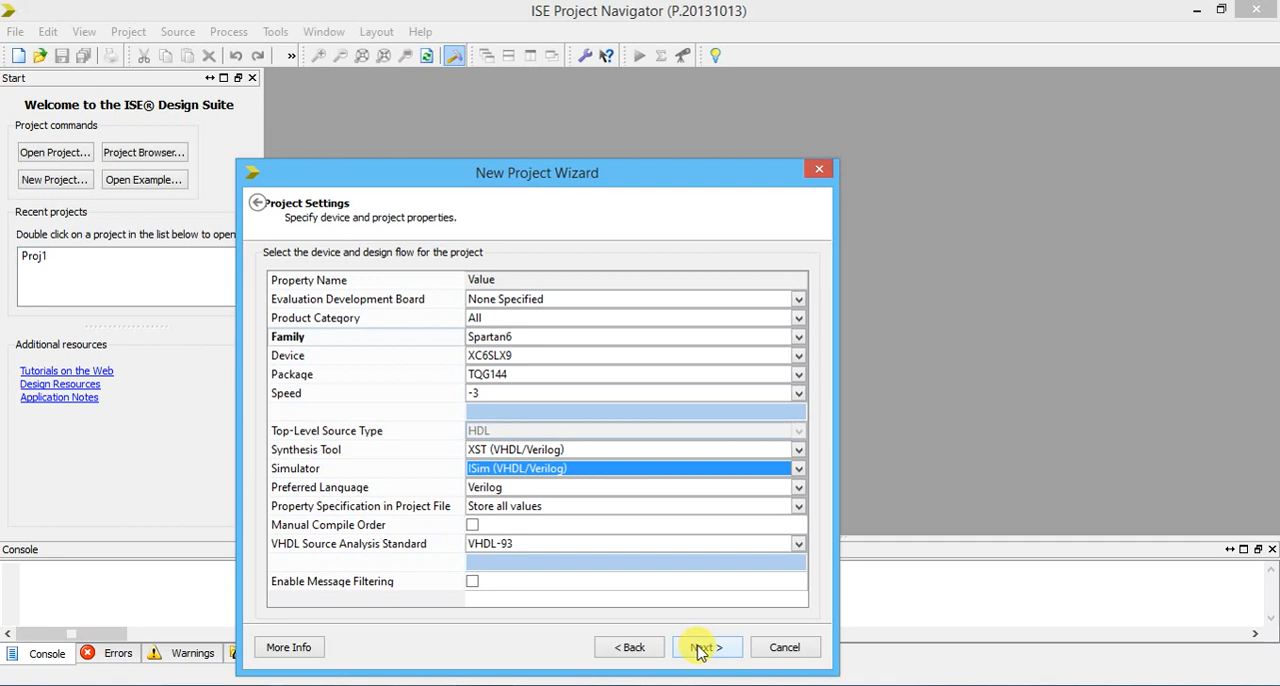 ISE Project Navigator (P.20131013)
File Edit View Project Source Process Tools Window Layout Help
»
Start
Welcome to the ISE® Design Suite
Project commands
Open Project... Project Browser...
New Project... Open Example...
Recent projects
Double click on a project in the list below to open
Proj1
Additional resources
Tutorials on the Web
Design Resources
Application Notes
New Project Wizard
Project Settings
Specify device and project properties.
Select the device and design flow for the project
Property Name Value
Evaluation Development Board None Specified
Product Category All
Family Spartan6
Device XC6SLX9
Package TQG144
Speed -3
Top-Level Source Type HDL
Synthesis Tool XST (VHDL/Verilog)
Simulator ISim (VHDL/Verilog)
Preferred Language Verilog
Property Specification in Project File Store all values
Manual Compile Order
VHDL Source Analysis Standard VHDL-93
Enable Message Filtering
More Info < Back Next > Cancel
Console
Console Errors Warnings